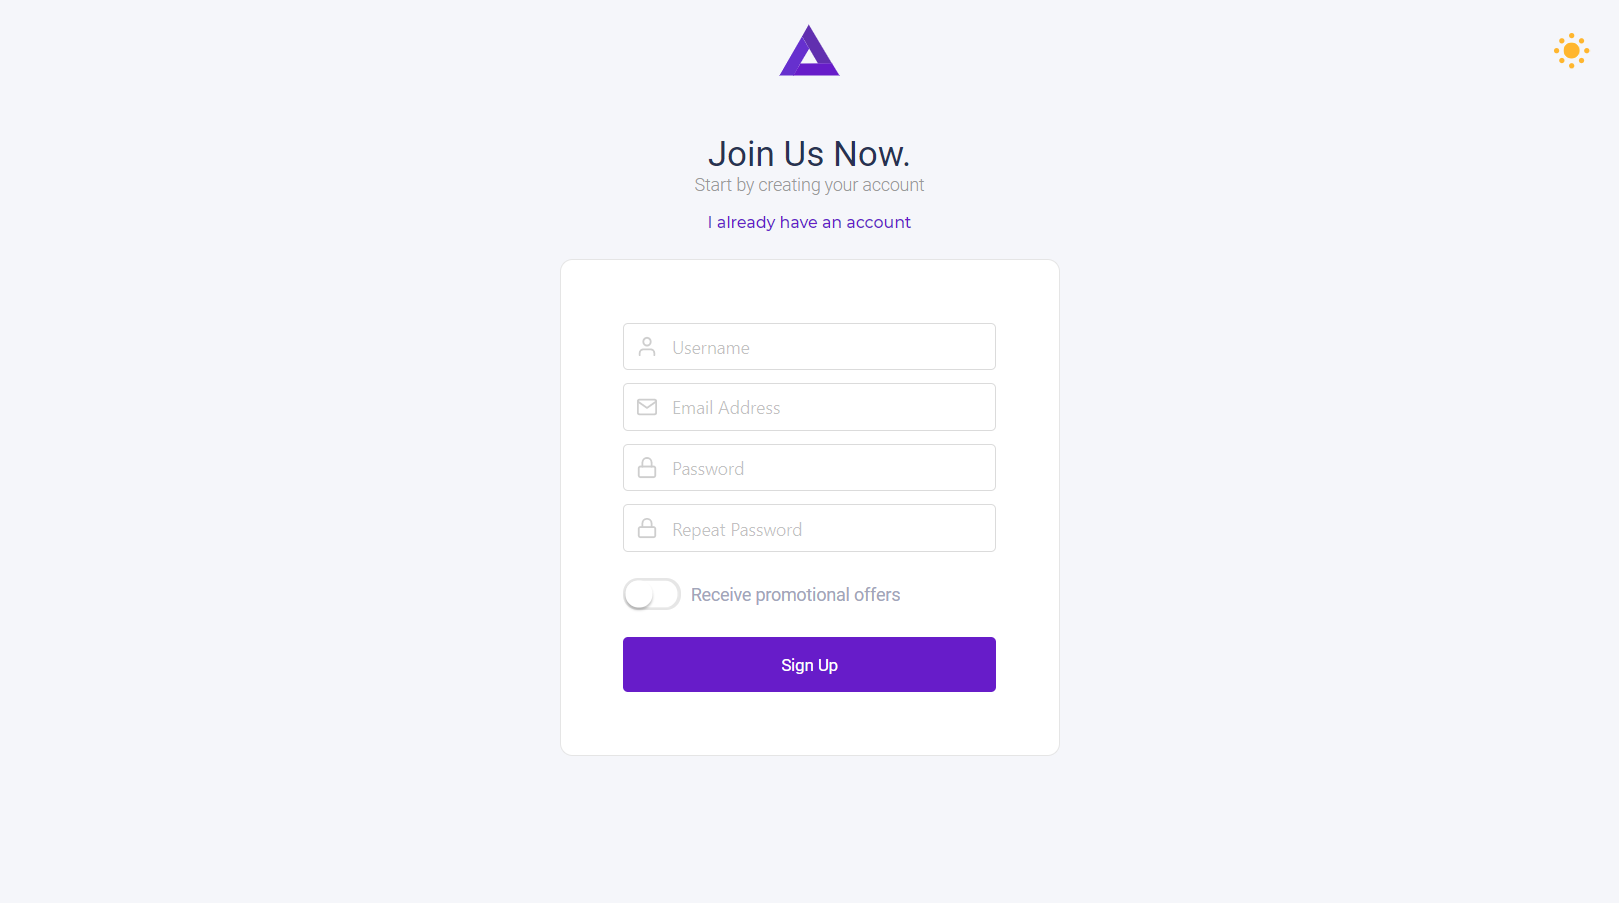 Join Us Now.
Start by creating your account
I already have an account
Username
Email Address
Password
Repeat Password
Receive promotional offers
Sign Up